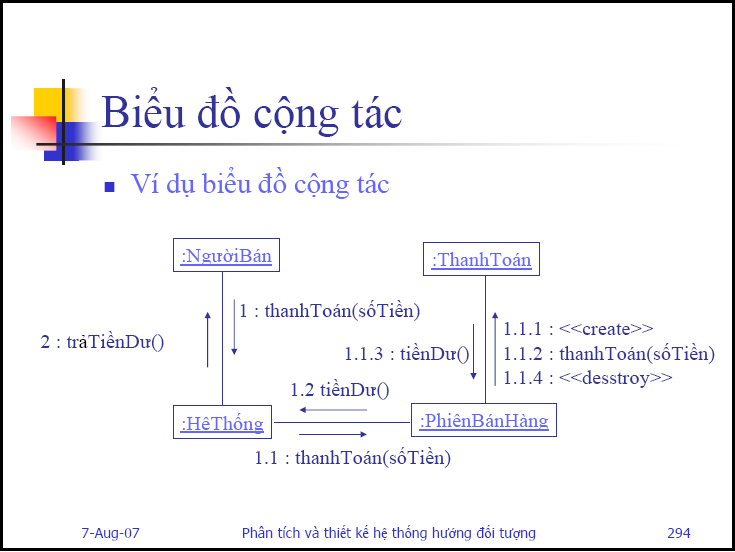 Biểu đồ cộng tác
Ví dụ biểu đồ cộng tác
:NgườiBán
:ThanhToán
1 : thanhToán(sốTiền)
2 : trảTiềnDư()
1.1.1 : <<create>>
1.1.2 : thanhToán(sốTiền)
1.1.3 : tiềnDư()
1.1.4 : <<desstroy>>
1.2 tiềnDư()
:HêThống
:PhiênBánHàng
1.1 : thanhToán(sốTiền)
7-Aug-07 Phân tích và thiết kế hệ thống hướng đối tượng 294